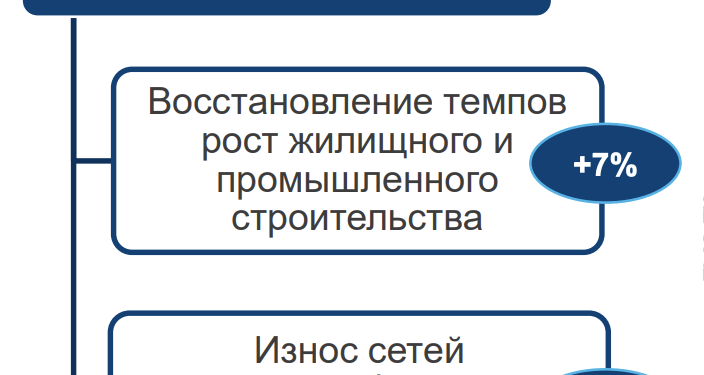 Восстановление темпов
рост жилищного и
промышленного
строительства
+7%
Износ сетей